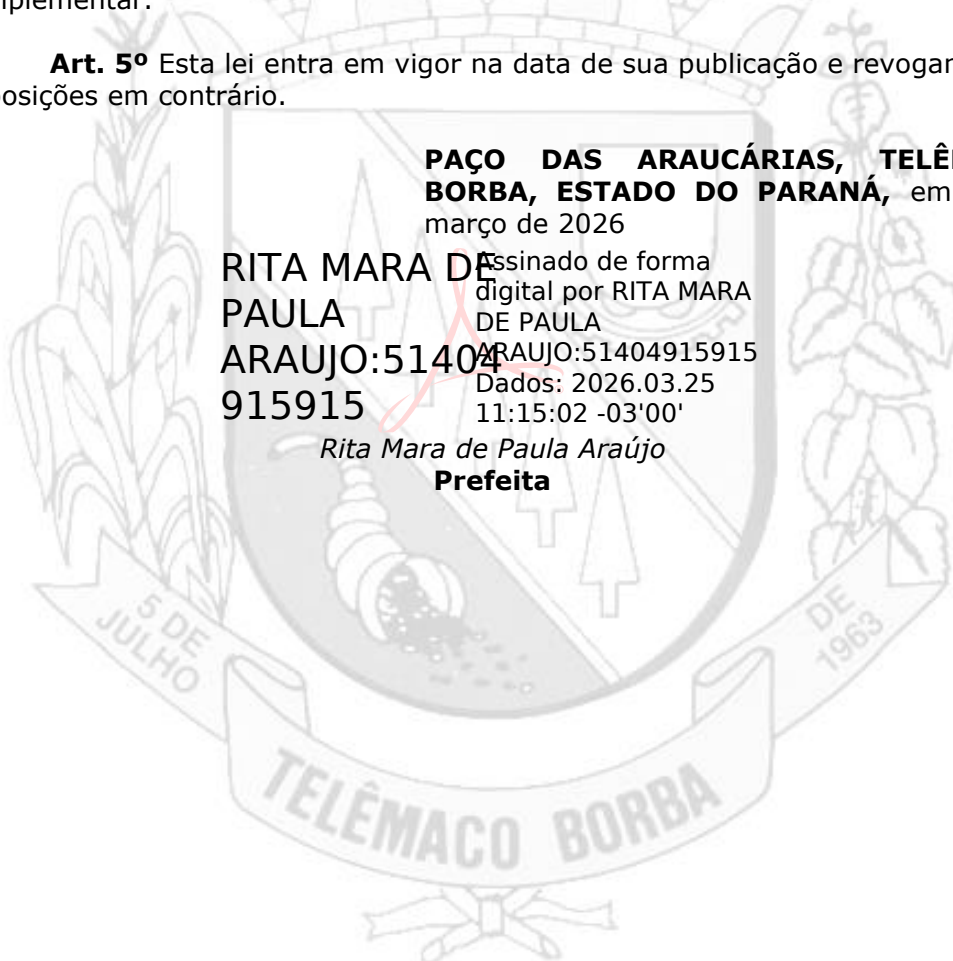 nplementar.
Art. 5º Esta lei entra em vigor na data de sua publicação e revogam
posições em contrário.
PAÇO DAS ARAUCÁRIAS, TELÊ
BORBA, ESTADO DO PARANÁ, em
março de 2026
RITA MARA DE
PAULA
ARAUJO:51404
915915
Assinado de forma
digital por RITA MARA
DE PAULA
ARAUJO:51404915915
Dados: 2026.03.25
11:15:02 -03'00'
Rita Mara de Paula Araújo
Prefeita
5 DE
JULHO
DE
1963
TELÊMACO BORBA